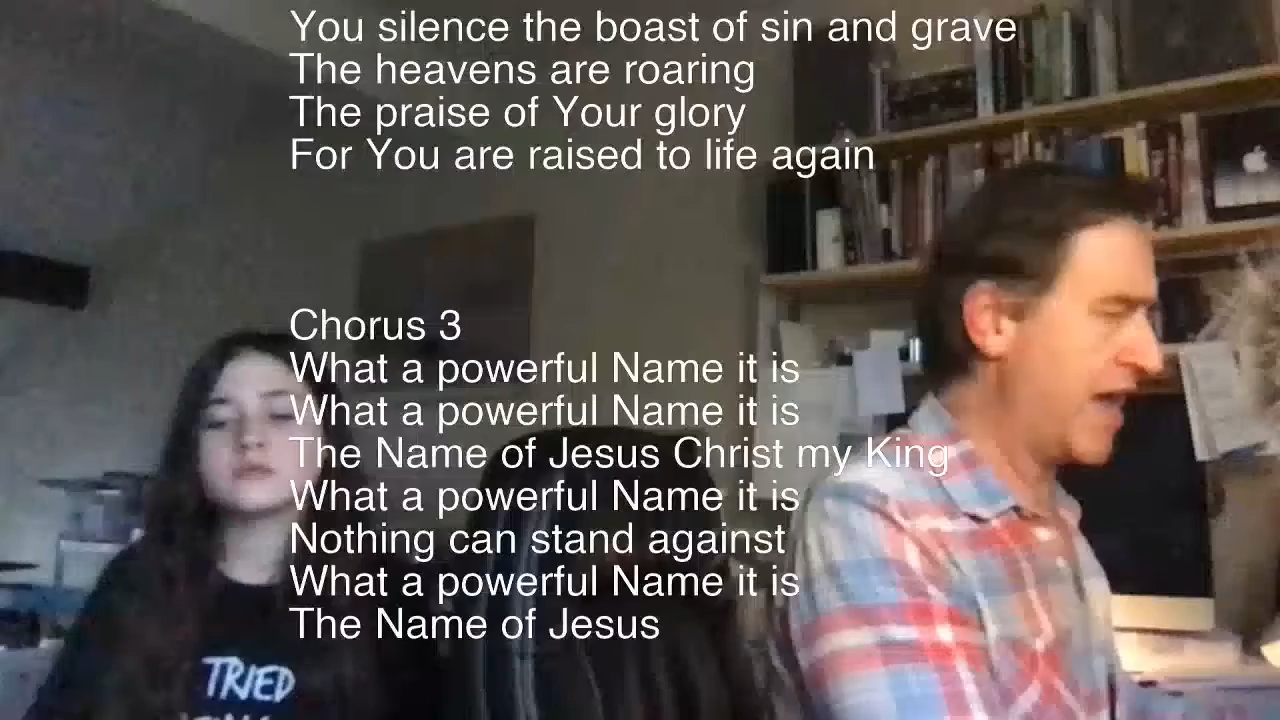 You silence the boast of sin and grave
The heavens are roaring
The praise of Your glory
For You are raised to life again
Chorus 3
What a powerful Name it is
What a powerful Name it is
The Name of Jesus Christ my King
What a powerful Name it is
Nothing can stand against
What a powerful Name it is
The Name of Jesus
TRIED